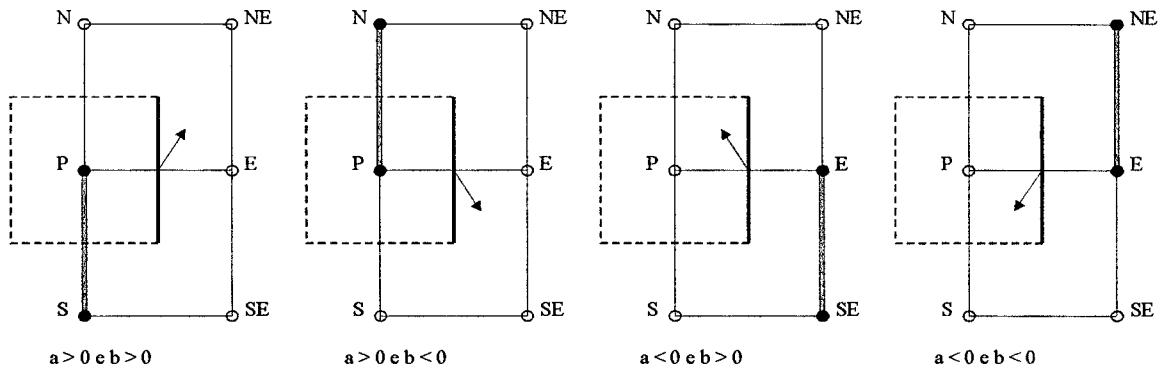 N NE N NE N NE N NE
P E P E P E P E
S SE S SE S SE S SE
a > 0 e b > 0 a > 0 e b < 0 a < 0 e b > 0 a < 0 e b < 0